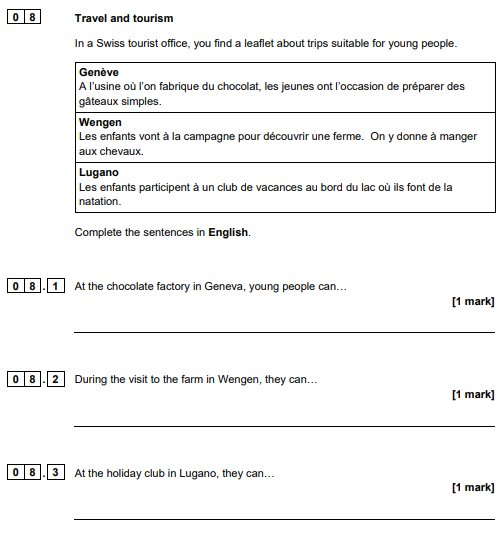 0 8 Travel and tourism
In a Swiss tourist office, you find a leaflet about trips suitable for young people.
Genève
A l'usine où l'on fabrique du chocolat, les jeunes ont l'occasion de préparer des
gâteaux simples.
Wengen
Les enfants vont à la campagne pour découvrir une ferme. On y donne à manger
aux chevaux.
Lugano
Les enfants participent à un club de vacances au bord du lac où ils font de la
natation.
Complete the sentences in English.
0 8 . 1 At the chocolate factory in Geneva, young people can…
[1 mark]
0 8 . 2 During the visit to the farm in Wengen, they can…
[1 mark]
0 8 . 3 At the holiday club in Lugano, they can…
[1 mark]